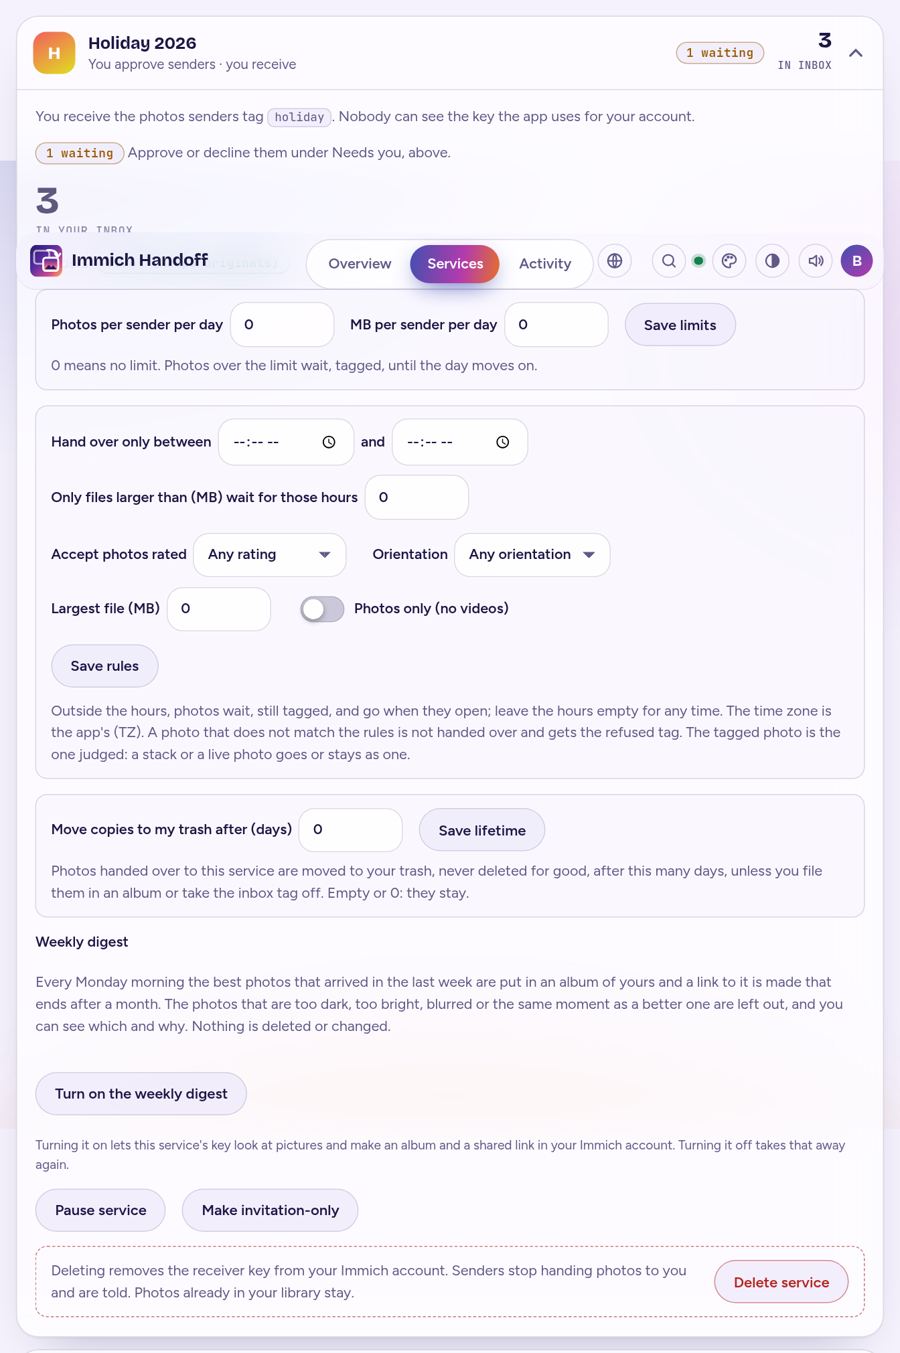 H
Holiday 2026
You approve senders · you receive
1 waiting
3
IN INBOX
You receive the photos senders tag holiday. Nobody can see the key the app uses for your account.
1 waiting Approve or decline them under Needs you, above.
3
IN YOUR INBOX
Immich Handoff
Overview
Services
Activity
B
Photos per sender per day 0 MB per sender per day 0 Save limits
0 means no limit. Photos over the limit wait, tagged, until the day moves on.
Hand over only between --:-- -- and --:-- --
Only files larger than (MB) wait for those hours 0
Accept photos rated Any rating Orientation Any orientation
Largest file (MB) 0 Photos only (no videos)
Save rules
Outside the hours, photos wait, still tagged, and go when they open; leave the hours empty for any time. The time zone is
the app's (TZ). A photo that does not match the rules is not handed over and gets the refused tag. The tagged photo is the
one judged: a stack or a live photo goes or stays as one.
Move copies to my trash after (days) 0 Save lifetime
Photos handed over to this service are moved to your trash, never deleted for good, after this many days, unless you file
them in an album or take the inbox tag off. Empty or 0: they stay.
Weekly digest
Every Monday morning the best photos that arrived in the last week are put in an album of yours and a link to it is made that
ends after a month. The photos that are too dark, too bright, blurred or the same moment as a better one are left out, and you
can see which and why. Nothing is deleted or changed.
Turn on the weekly digest
Turning it on lets this service's key look at pictures and make an album and a shared link in your Immich account. Turning it off takes that away
again.
Pause service
Make invitation-only
Deleting removes the receiver key from your Immich account. Senders stop handing photos to you
and are told. Photos already in your library stay.
Delete service